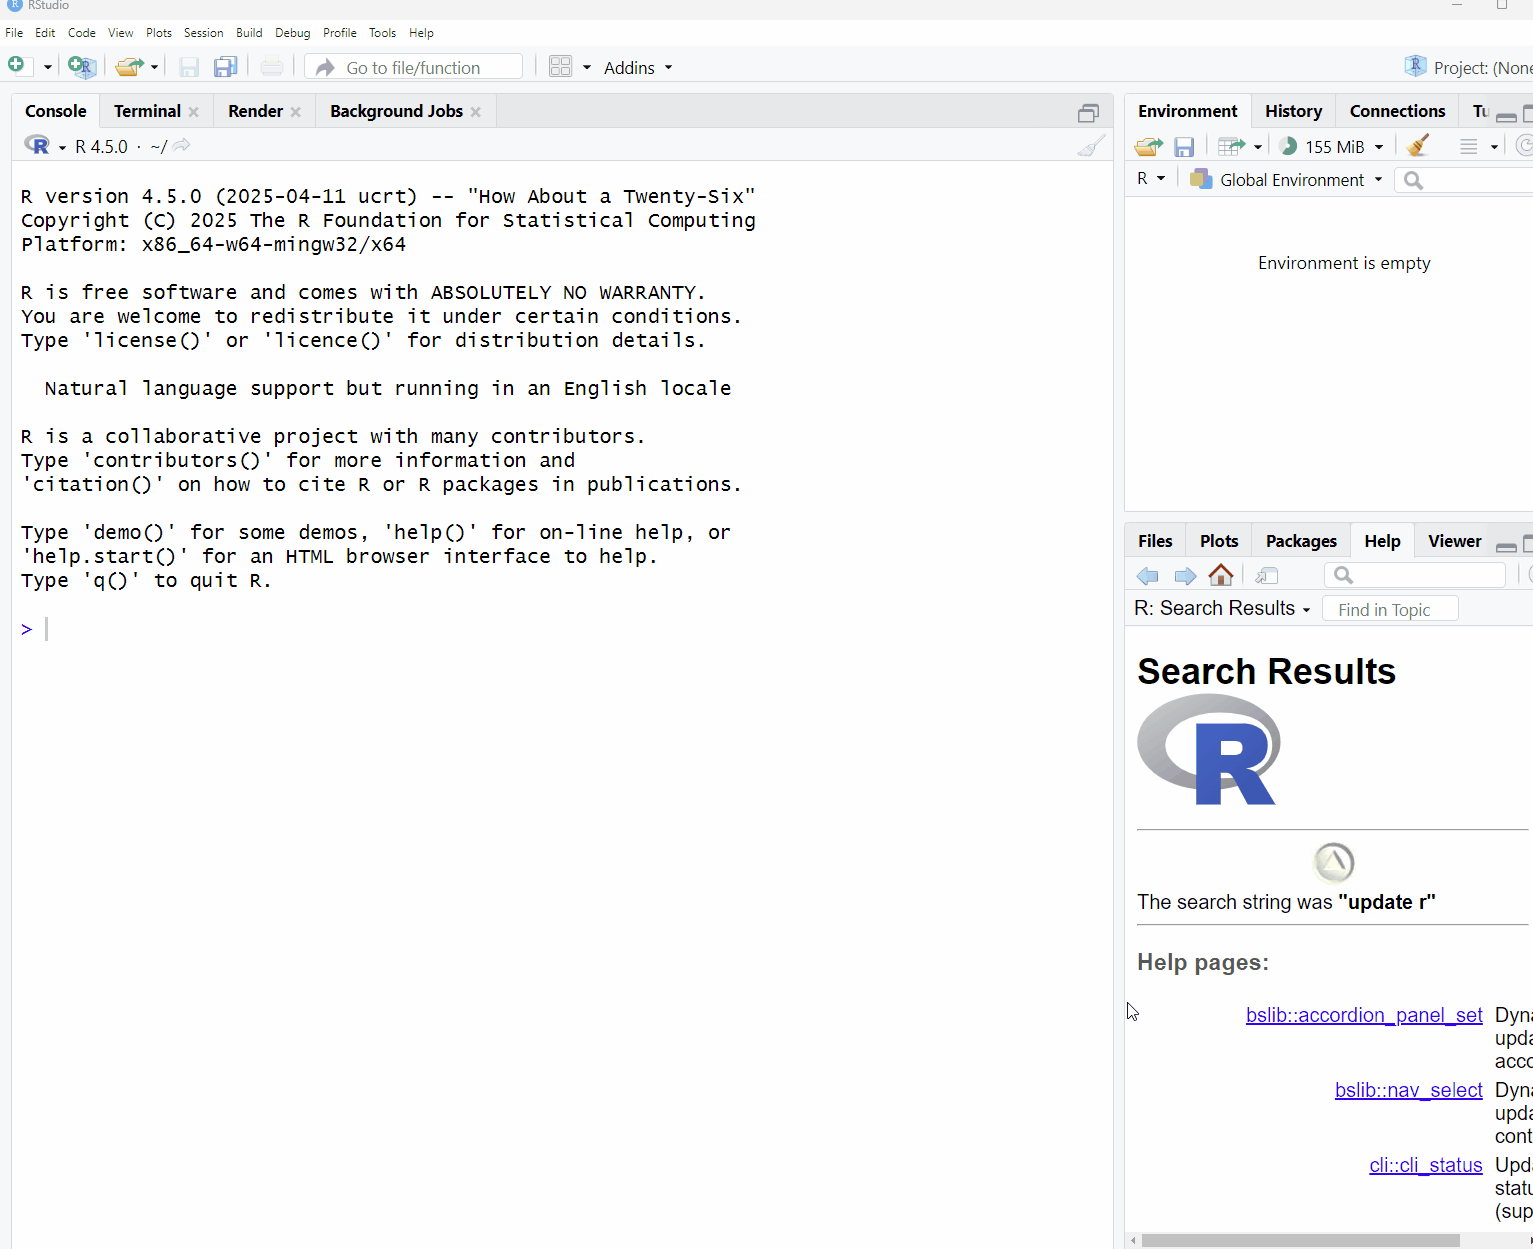 RStudio
File Edit Code View Plots Session Build Debug Profile Tools Help
Go to file/function
Addins
Project: (None
Console Terminal Render Background Jobs
R 4.5.0 · ~/
R version 4.5.0 (2025-04-11 ucrt) -- "How About a Twenty-Six"
Copyright (C) 2025 The R Foundation for Statistical Computing
Platform: x86_64-w64-mingw32/x64
R is free software and comes with ABSOLUTELY NO WARRANTY.
You are welcome to redistribute it under certain conditions.
Type 'license()' or 'licence()' for distribution details.
Natural language support but running in an English locale
R is a collaborative project with many contributors.
Type 'contributors()' for more information and
'citation()' on how to cite R or R packages in publications.
Type 'demo()' for some demos, 'help()' for on-line help, or
'help.start()' for an HTML browser interface to help.
Type 'q()' to quit R.
>
Environment History Connections Tu
155 MiB
R Global Environment
Environment is empty
Files Plots Packages Help Viewer
R: Search Results Find in Topic
Search Results
R
The search string was "update r"
Help pages:
bslib::accordion_panel_set Dyna
upda
acco
bslib::nav_select Dyna
upda
cont
cli::cli_status Upda
statu
(sup